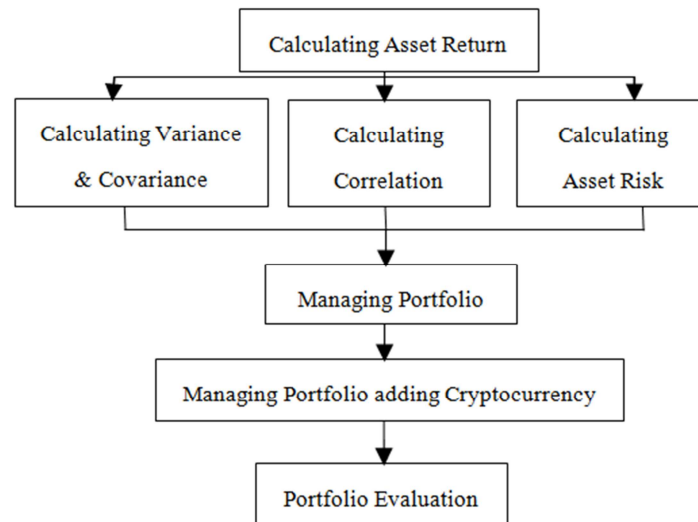 Calculating Asset Return
Calculating Variance
& Covariance
Calculating
Correlation
Calculating
Asset Risk
Managing Portfolio
Managing Portfolio adding Cryptocurrency
Portfolio Evaluation